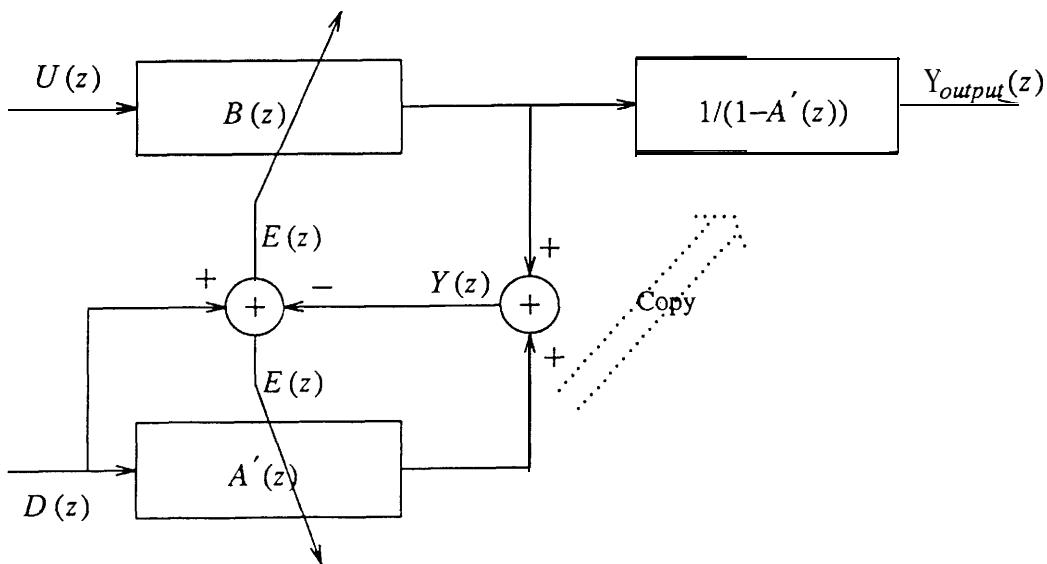 U(z)
B(z)
1/(1−A′(z))
Y_output(z)
E(z)
+
−
Y(z)
+
+
+
Copy
+
E(z)
A′(z)
D(z)